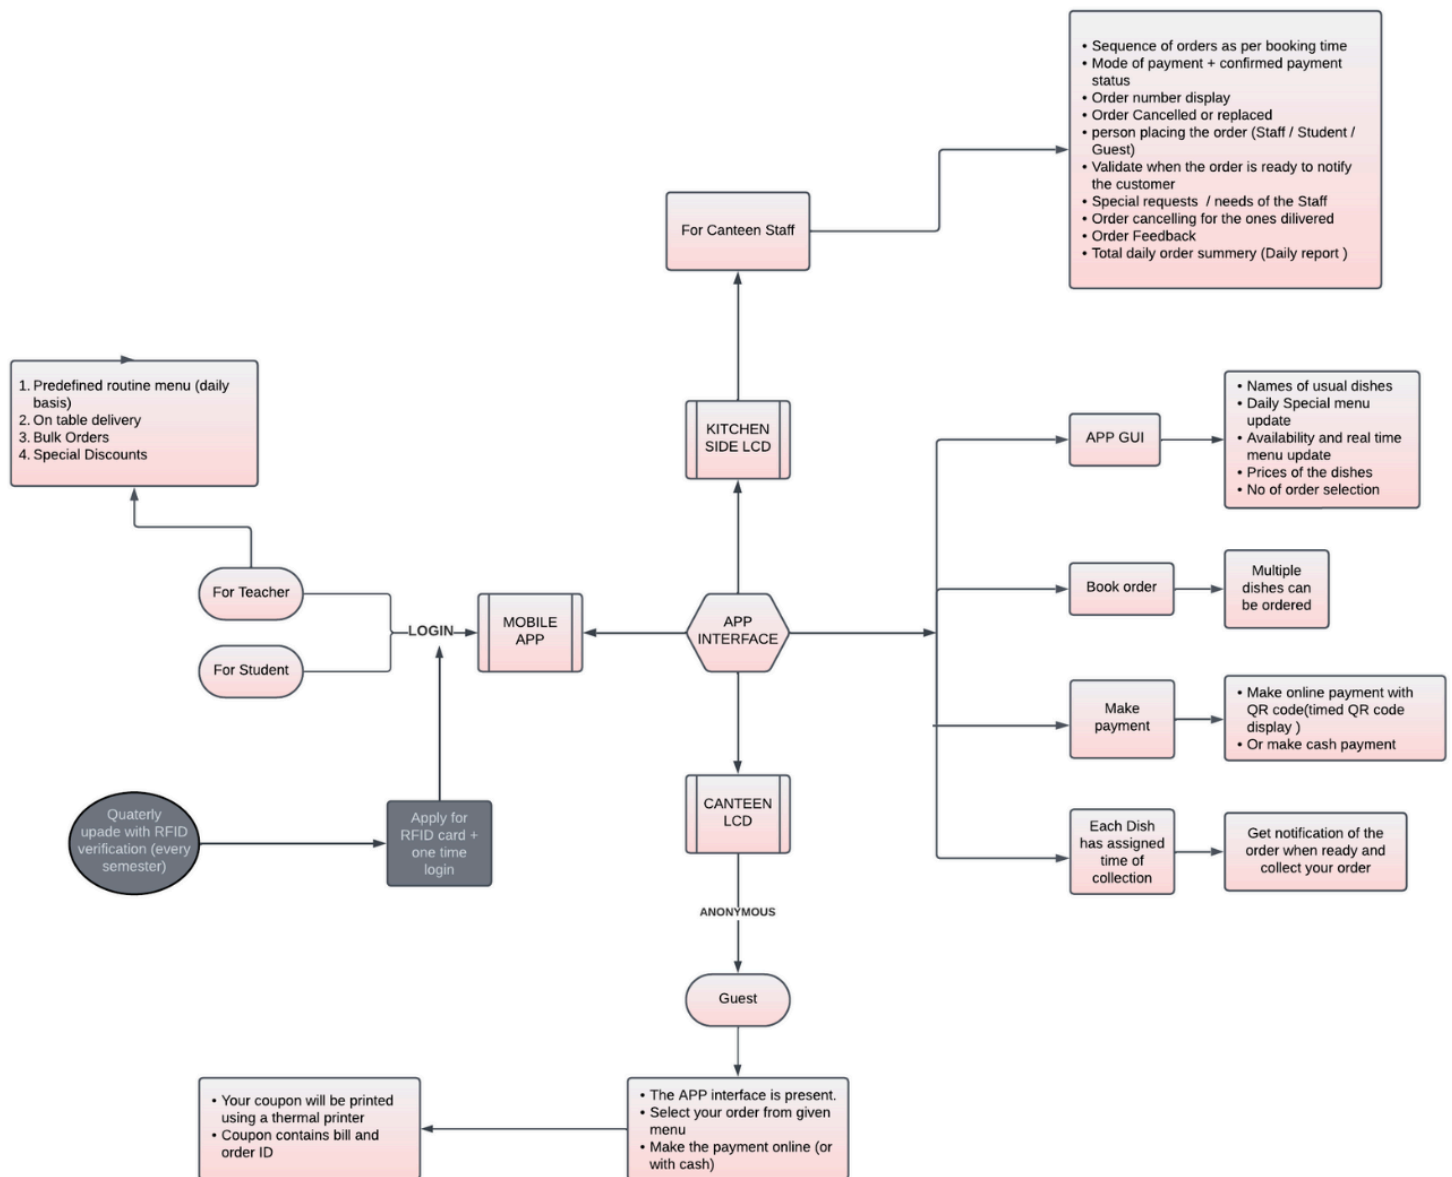 • Sequence of orders as per booking time
• Mode of payment + confirmed payment
status
• Order number display
• Order Cancelled or replaced
• person placing the order (Staff / Student /
Guest)
• Validate when the order is ready to notify
the customer
• Special requests / needs of the Staff
• Order cancelling for the ones dilivered
• Order Feedback
• Total daily order summery (Daily report )
For Canteen Staff
1. Predefined routine menu (daily
basis)
2. On table delivery
3. Bulk Orders
4. Special Discounts
KITCHEN
SIDE LCD
APP GUI
• Names of usual dishes
• Daily Special menu
update
• Availability and real time
menu update
• Prices of the dishes
• No of order selection
For Teacher
For Student
LOGIN
MOBILE
APP
APP
INTERFACE
Book order
Multiple
dishes can
be ordered
Make
payment
• Make online payment with
QR code(timed QR code
display )
• Or make cash payment
Quaterly
upade with RFID
verification (every
semester)
Apply for
RFID card +
one time
login
CANTEEN
LCD
Each Dish
has assigned
time of
collection
Get notification of the
order when ready and
collect your order
ANONYMOUS
Guest
• Your coupon will be printed
using a thermal printer
• Coupon contains bill and
order ID
• The APP interface is present.
• Select your order from given
menu
• Make the payment online (or
with cash)